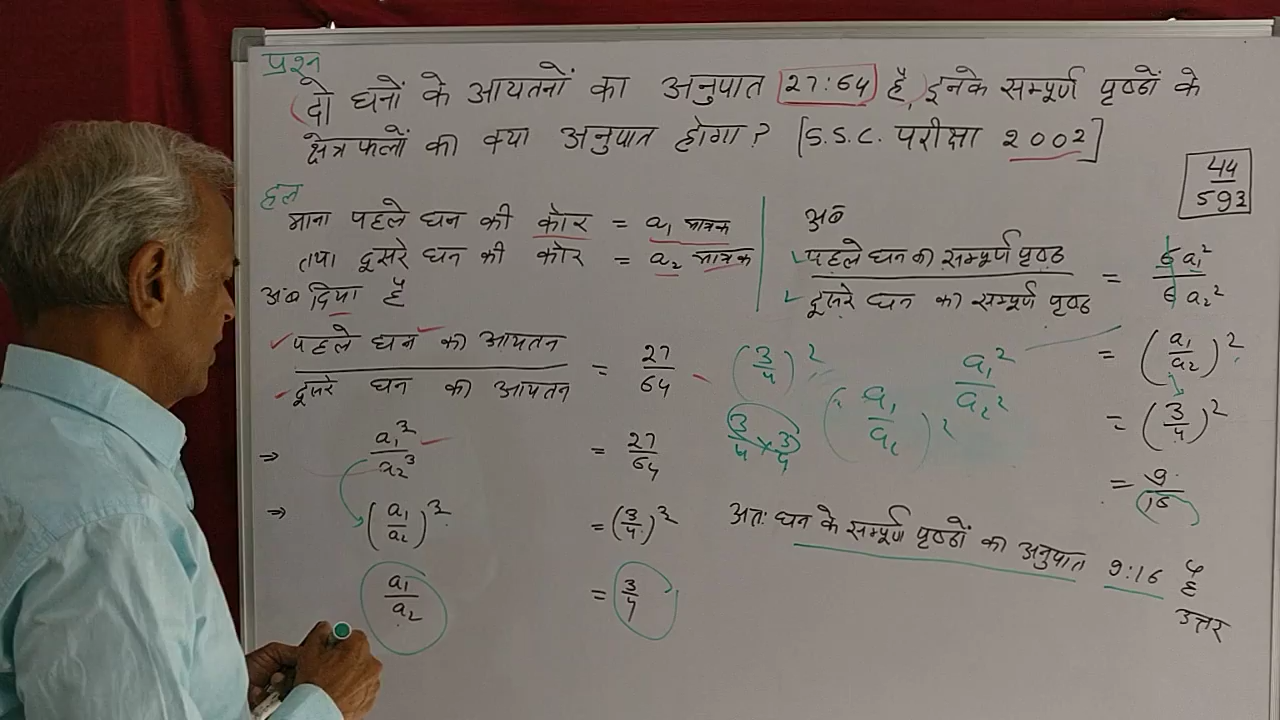 प्रश्न
दो घनों के आयतनों का अनुपात 27:64 है, इनके सम्पूर्ण पृष्ठों के
क्षेत्रफलों की क्या अनुपात होगा? [S.S.C. परीक्षा 2002]
44/593
हल
माना पहले घन की कोर = a₁ मात्रक
तथा दूसरे घन की कोर = a₂ मात्रक
अब दिया है
पहले घन का आयतन / दूसरे घन का आयतन = 27/64
⇒ a₁³/a₂³ = 27/64
⇒ (a₁/a₂)³ = (3/4)³
a₁/a₂ = 3/4
(3/4)²
3/4 × 3/4
(a₁/a₂)²
a₁²/a₂²
अब
पहले घन का सम्पूर्ण पृष्ठ / दूसरे घन का सम्पूर्ण पृष्ठ = 6a₁²/6a₂²
= (a₁/a₂)²
= (3/4)²
= 9/16
अतः घन के सम्पूर्ण पृष्ठों का अनुपात 9:16 है
उत्तर